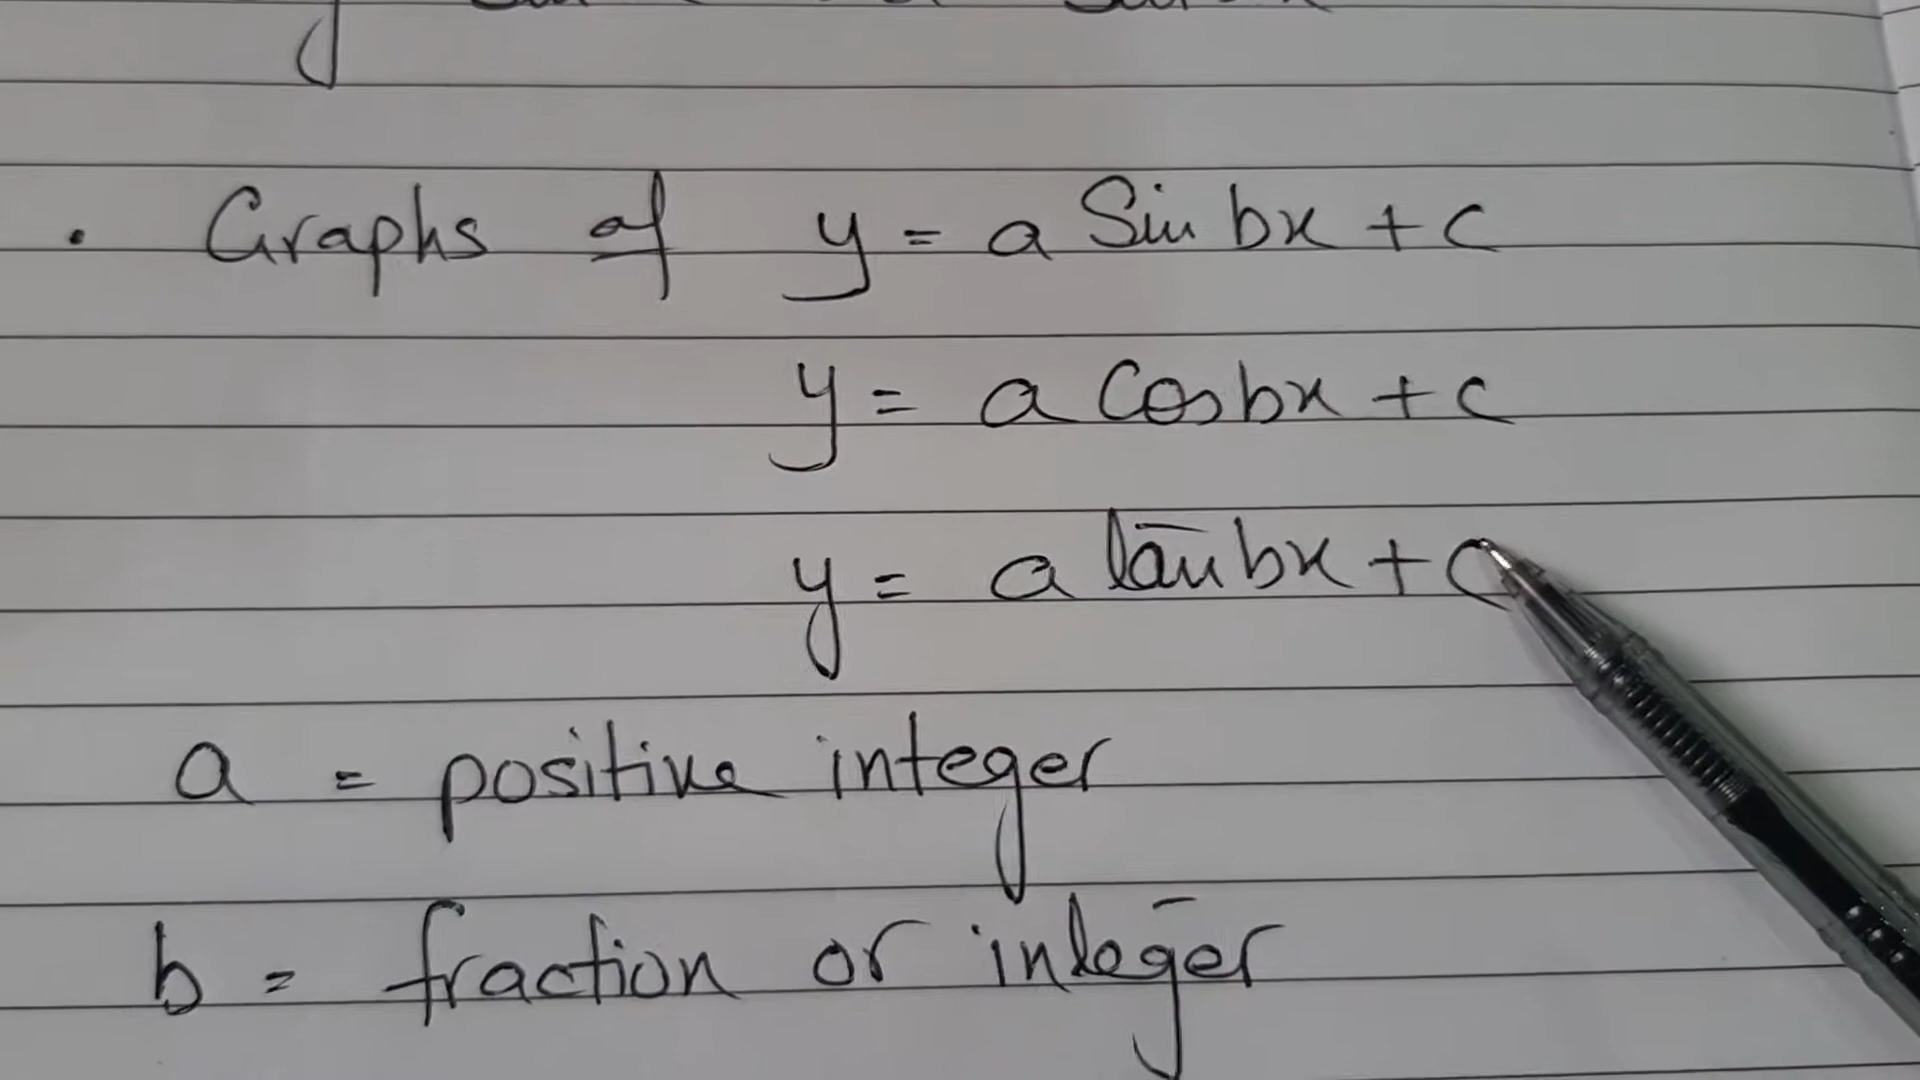 • Graphs of y = a Sin bx + c
y = a Cos bx + c
y = a tan bx + c
a = positive integer
b = fraction or integer